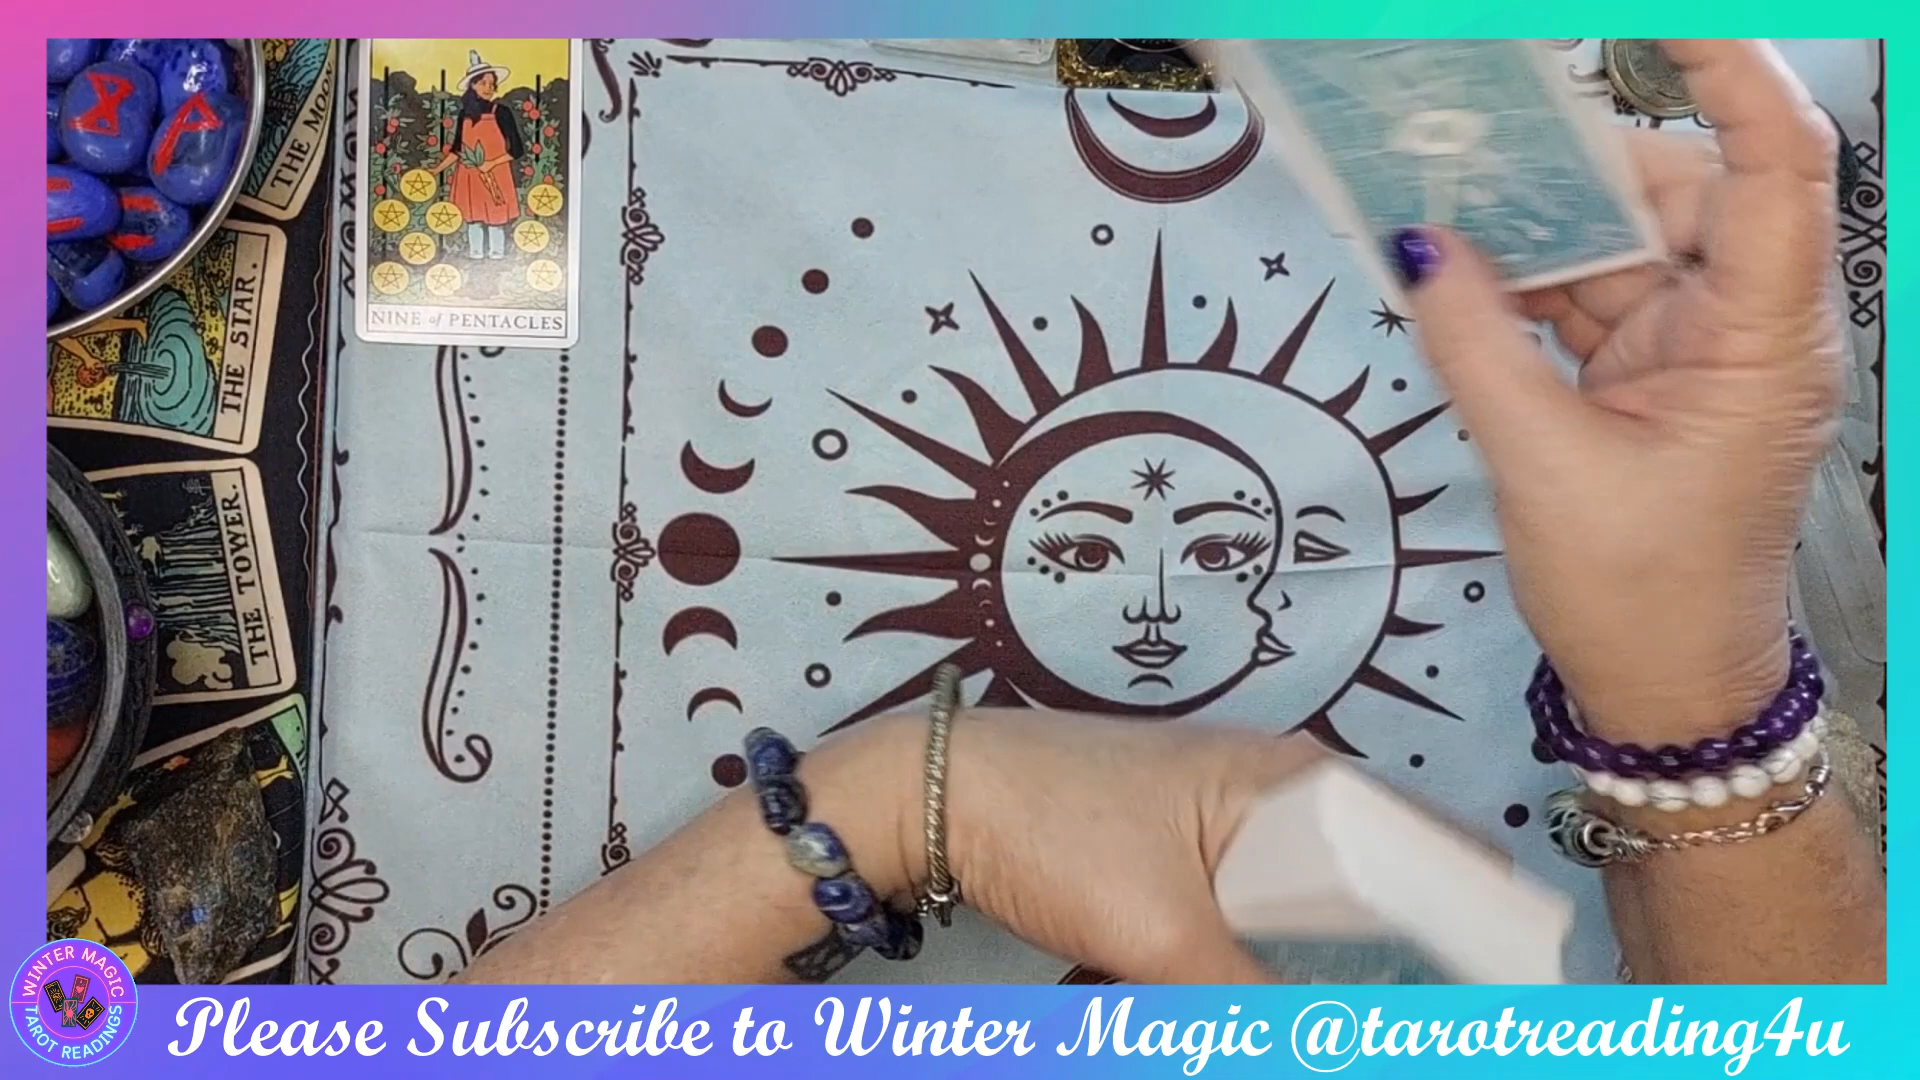 THE MOON
NINE of PENTACLES
THE STAR.
THE TOWER.
WINTER MAGIC
TAROT READINGS
Please Subscribe to Winter Magic @tarotreading4u